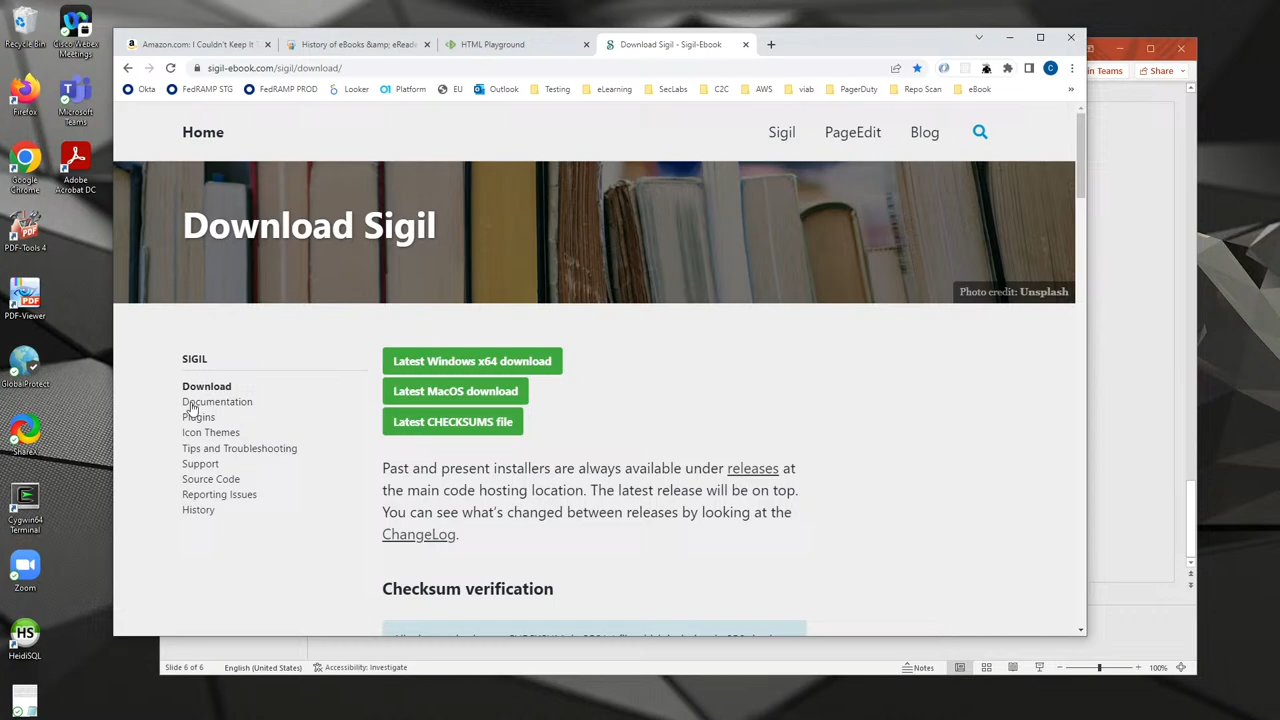 Recycle Bin
Cisco Webex Meetings
Firefox
Microsoft Teams
Google Chrome
Adobe Acrobat DC
PDF-Tools 4
PDF-Viewer
GlobalProtect
ShareX
Cygwin64 Terminal
Zoom
HS
HeidiSQL
Amazon.com: I Couldn't Keep It T
History of eBooks &amp; eReade
HTML Playground
Download Sigil - Sigil-Ebook
sigil-ebook.com/sigil/download/
C
Okta
FedRAMP STG
FedRAMP PROD
Looker
Platform
EU
Outlook
Testing
eLearning
SecLabs
C2C
AWS
viab
PagerDuty
Repo Scan
eBook
»
in Teams
Share
Home
Sigil
PageEdit
Blog
Download Sigil
Photo credit: Unsplash
SIGIL
Download
Documentation
Plugins
Icon Themes
Tips and Troubleshooting
Support
Source Code
Reporting Issues
History
Latest Windows x64 download
Latest MacOS download
Latest CHECKSUMS file
Past and present installers are always available under releases at
the main code hosting location. The latest release will be on top.
You can see what's changed between releases by looking at the
ChangeLog.
Checksum verification
Slide 6 of 6
English (United States)
Accessibility: Investigate
Notes
100%